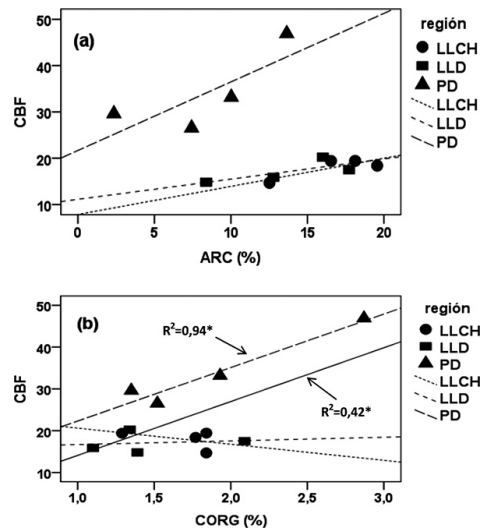 (a)
CBF
50
40
30
20
10
0
5
10
15
20
ARC (%)
región
LLCH
LLD
PD
LLCH
LLD
PD
(b)
CBF
50
40
30
20
10
R²=0,94*
R²=0,42*
1,0
1,5
2,0
2,5
3,0
CORG (%)
región
LLCH
LLD
PD
LLCH
LLD
PD